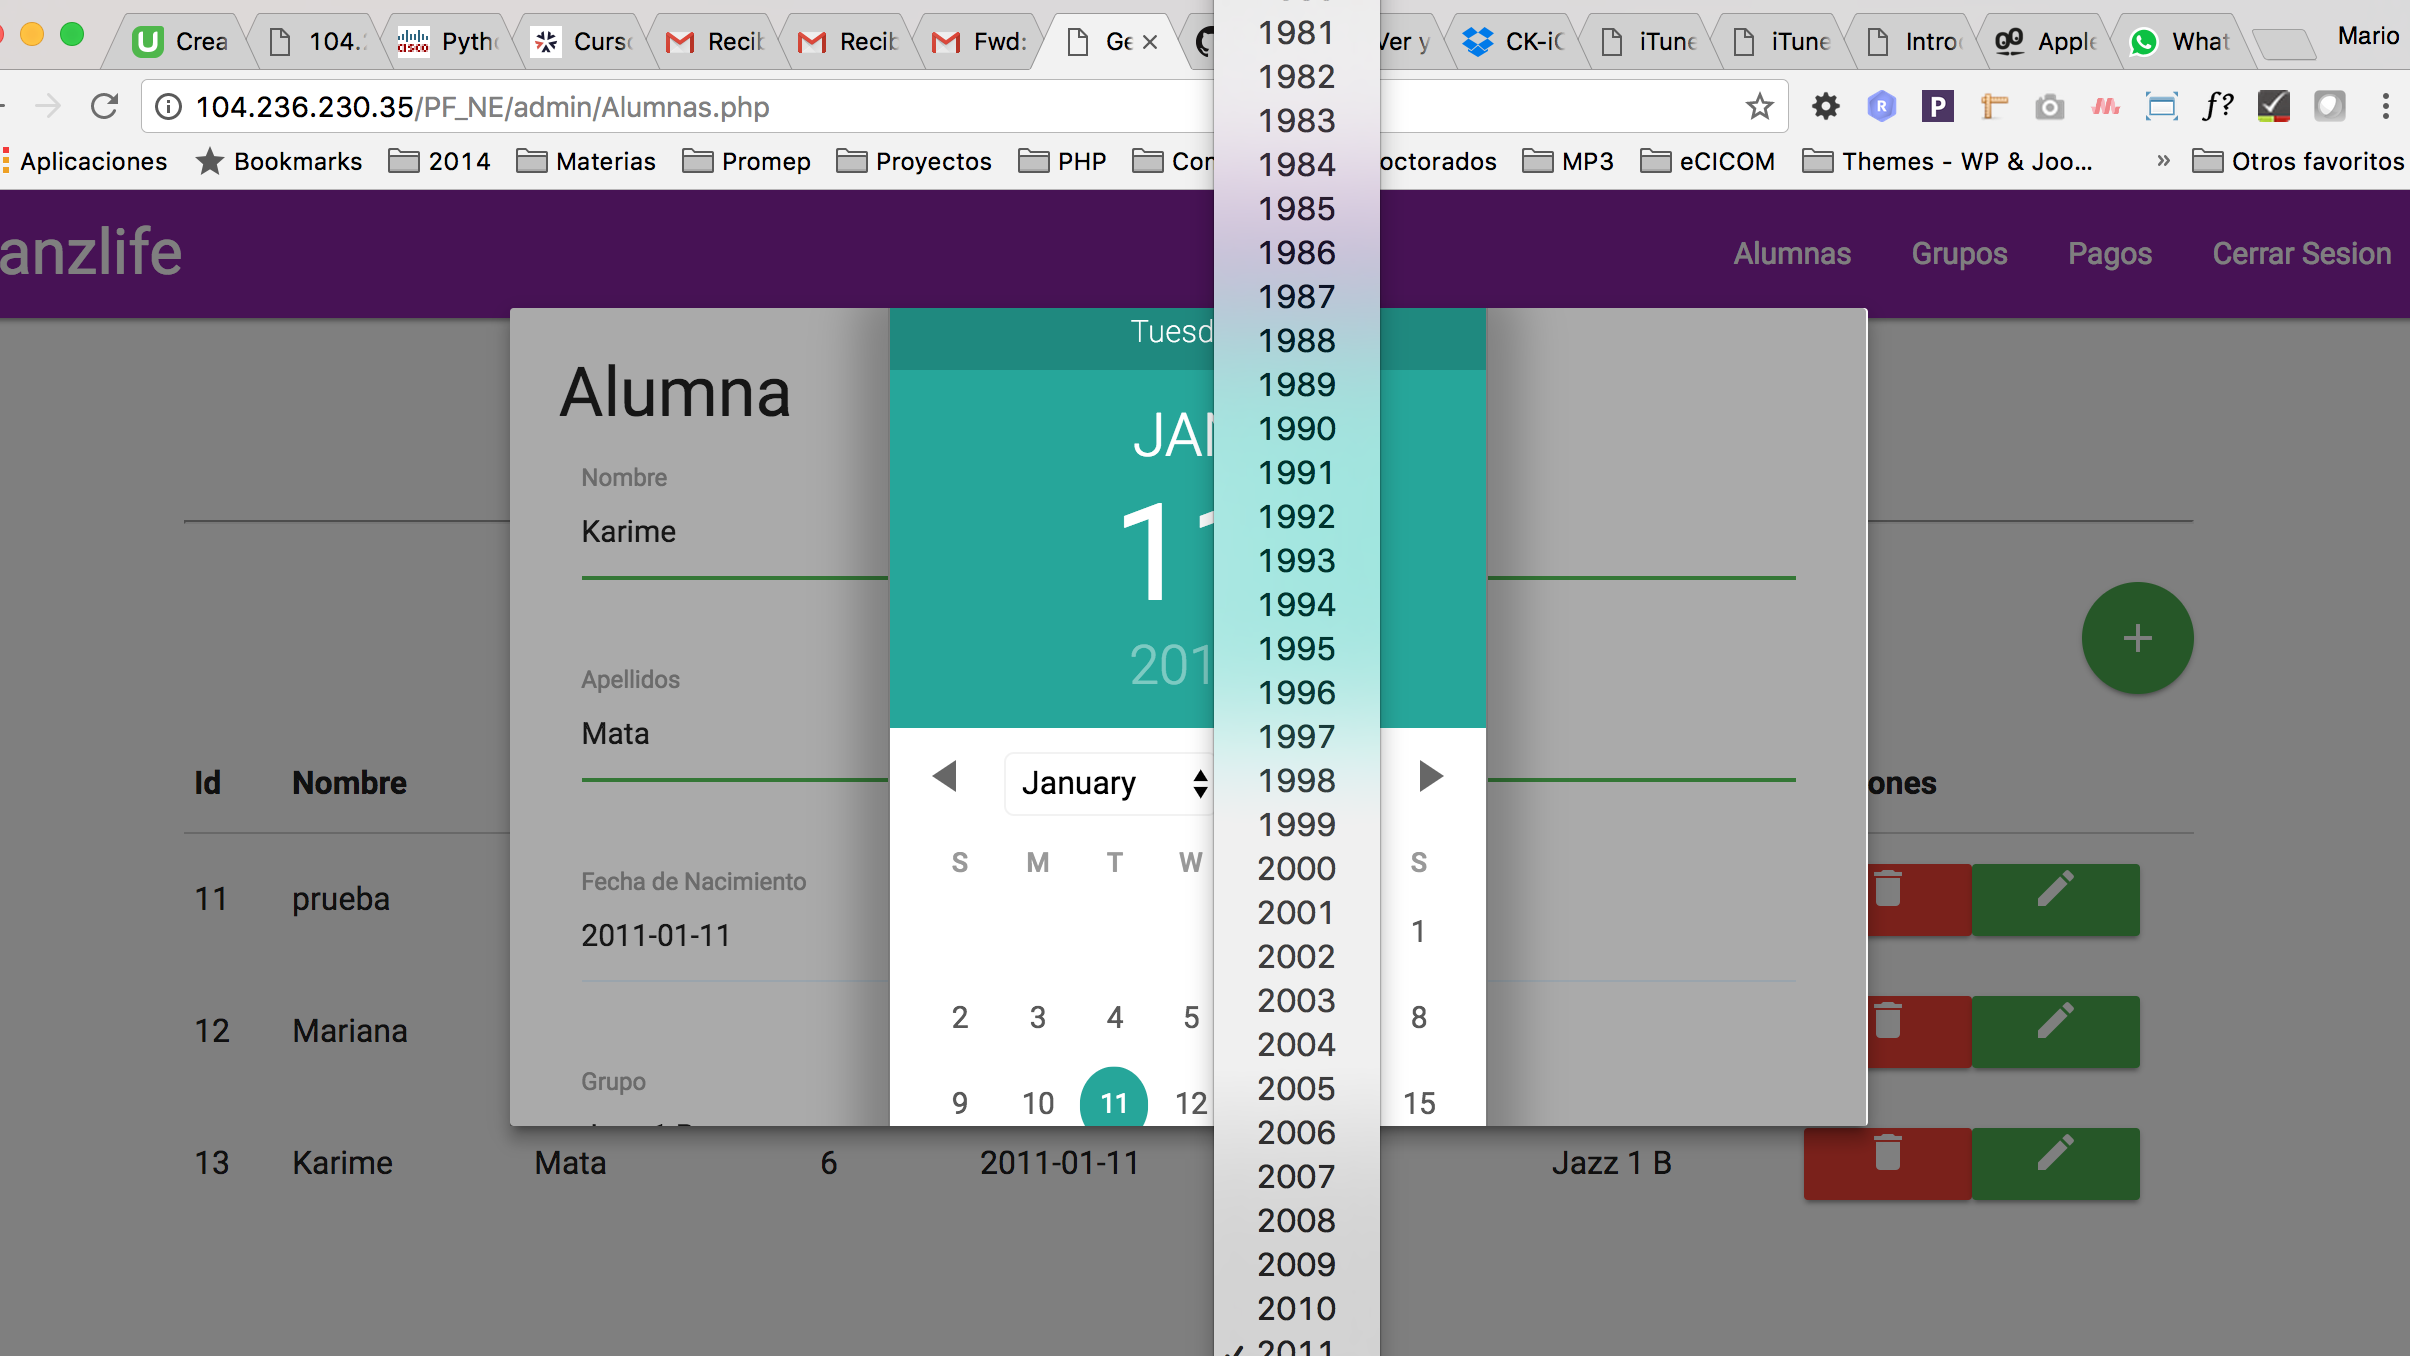 Crea 104. Pyth Curs Recib Recib Fwd: Ge Ver y CK-iC iTune iTune Intro Apple What Mario
104.236.230.35/PF_NE/admin/Alumnas.php
Aplicaciones Bookmarks 2014 Materias Promep Proyectos PHP Con octorados MP3 eCICOM Themes - WP & Joo... » Otros favoritos
anzlife Alumnas Grupos Pagos Cerrar Sesion
Tuesd
Alumna
JAN
11
201
Nombre
Karime
Apellidos
Mata
Fecha de Nacimiento
2011-01-11
Grupo
January
S M T W S
1
2 3 4 5 8
9 10 11 12 15
1981
1982
1983
1984
1985
1986
1987
1988
1989
1990
1991
1992
1993
1994
1995
1996
1997
1998
1999
2000
2001
2002
2003
2004
2005
2006
2007
2008
2009
2010
2011
Id Nombre ones
11 prueba
12 Mariana
13 Karime Mata 6 2011-01-11 Jazz 1 B